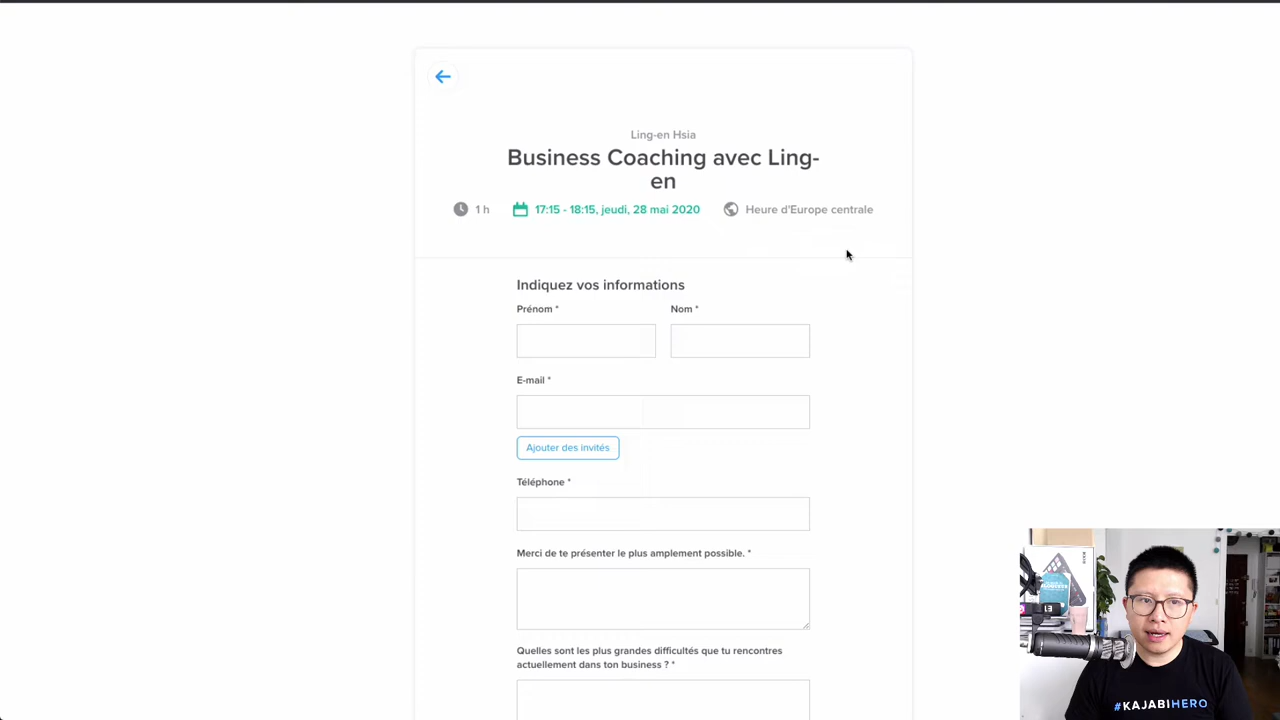 Ling-en Hsia
Business Coaching avec Ling-
en
1 h
17:15 - 18:15, jeudi, 28 mai 2020
Heure d'Europe centrale
Indiquez vos informations
Prénom *
Nom *
E-mail *
Ajouter des invités
Téléphone *
Merci de te présenter le plus amplement possible. *
Quelles sont les plus grandes difficultés que tu rencontres
actuellement dans ton business ? *
#KAJABIHERO